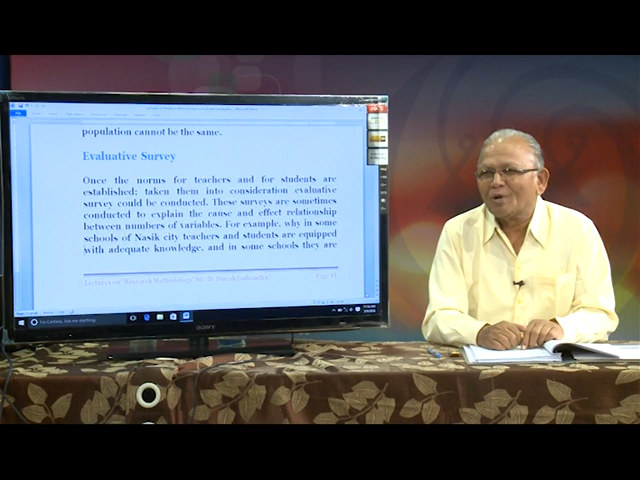 population cannot be the same.
Evaluative Survey
Once the norms for teachers and for students are
established; taken them into consideration evaluative
survey could be conducted. These surveys are sometimes
conducted to explain the cause and effect relationship
between numbers of variables. For example, why in some
schools of Nasik city teachers and students are equipped
with adequate knowledge, and in some schools they are
Lectures on "Research Methodology" by
Page 41
SONY